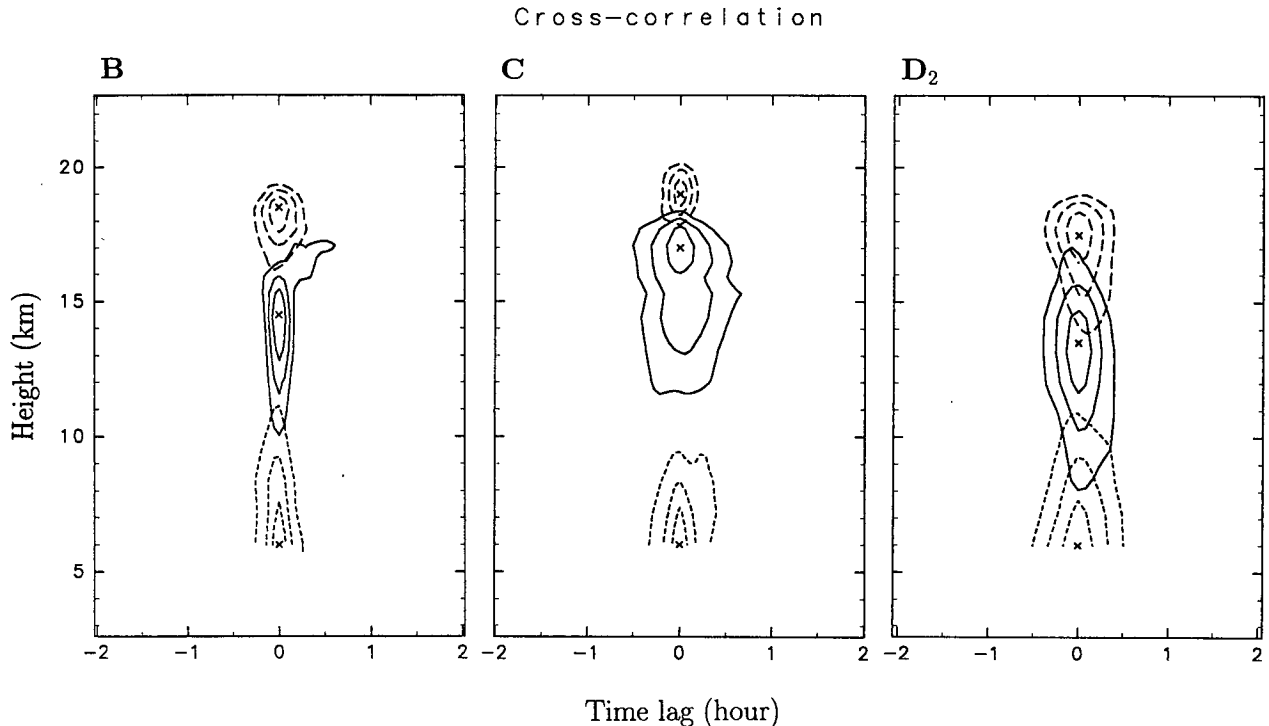 Cross-correlation
B C D2
20
15
10
5
Height (km)
-2 -1 0 1 2 -2 -1 0 1 2 -2 -1 0 1 2
Time lag (hour)